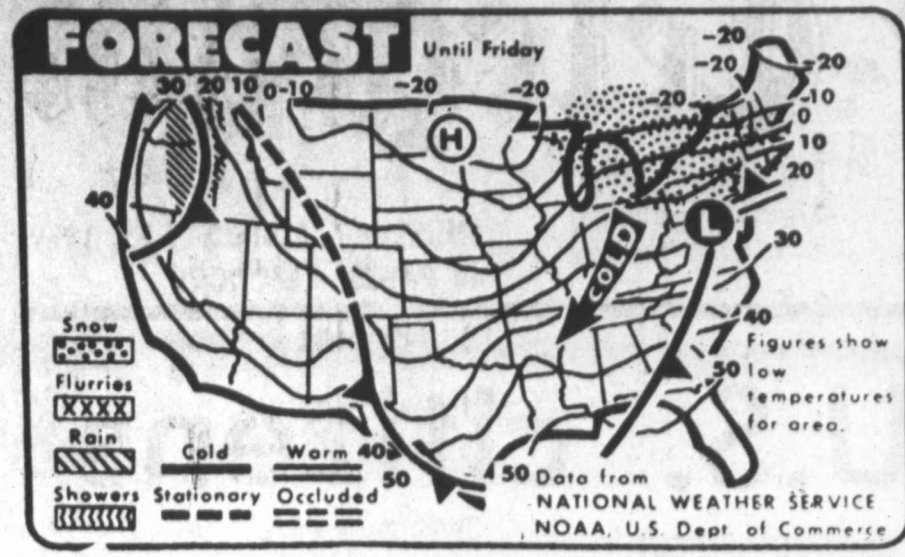 FORECAST Until Friday
30 20 10 0 -10 -20 -20 -20 -20 -20 -20
-10
0
10
20
40
H
L
COLD
30
40
50
Snow
Flurries
Rain
Showers
Cold
Stationary
Warm
Occluded
40
50
50
Figures show
low
temperatures
for area.
Data from
NATIONAL WEATHER SERVICE
NOAA, U.S. Dept. of Commerce